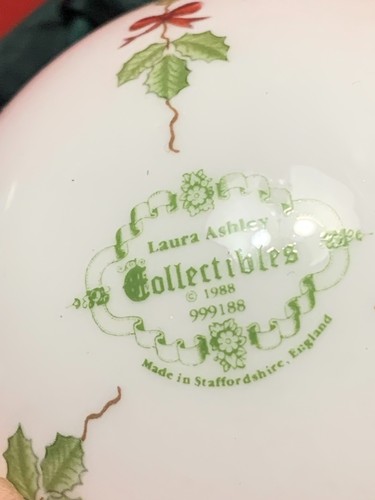 Laura Ashley
Collectibles
© 1988
999188
Made in Staffordshire, England